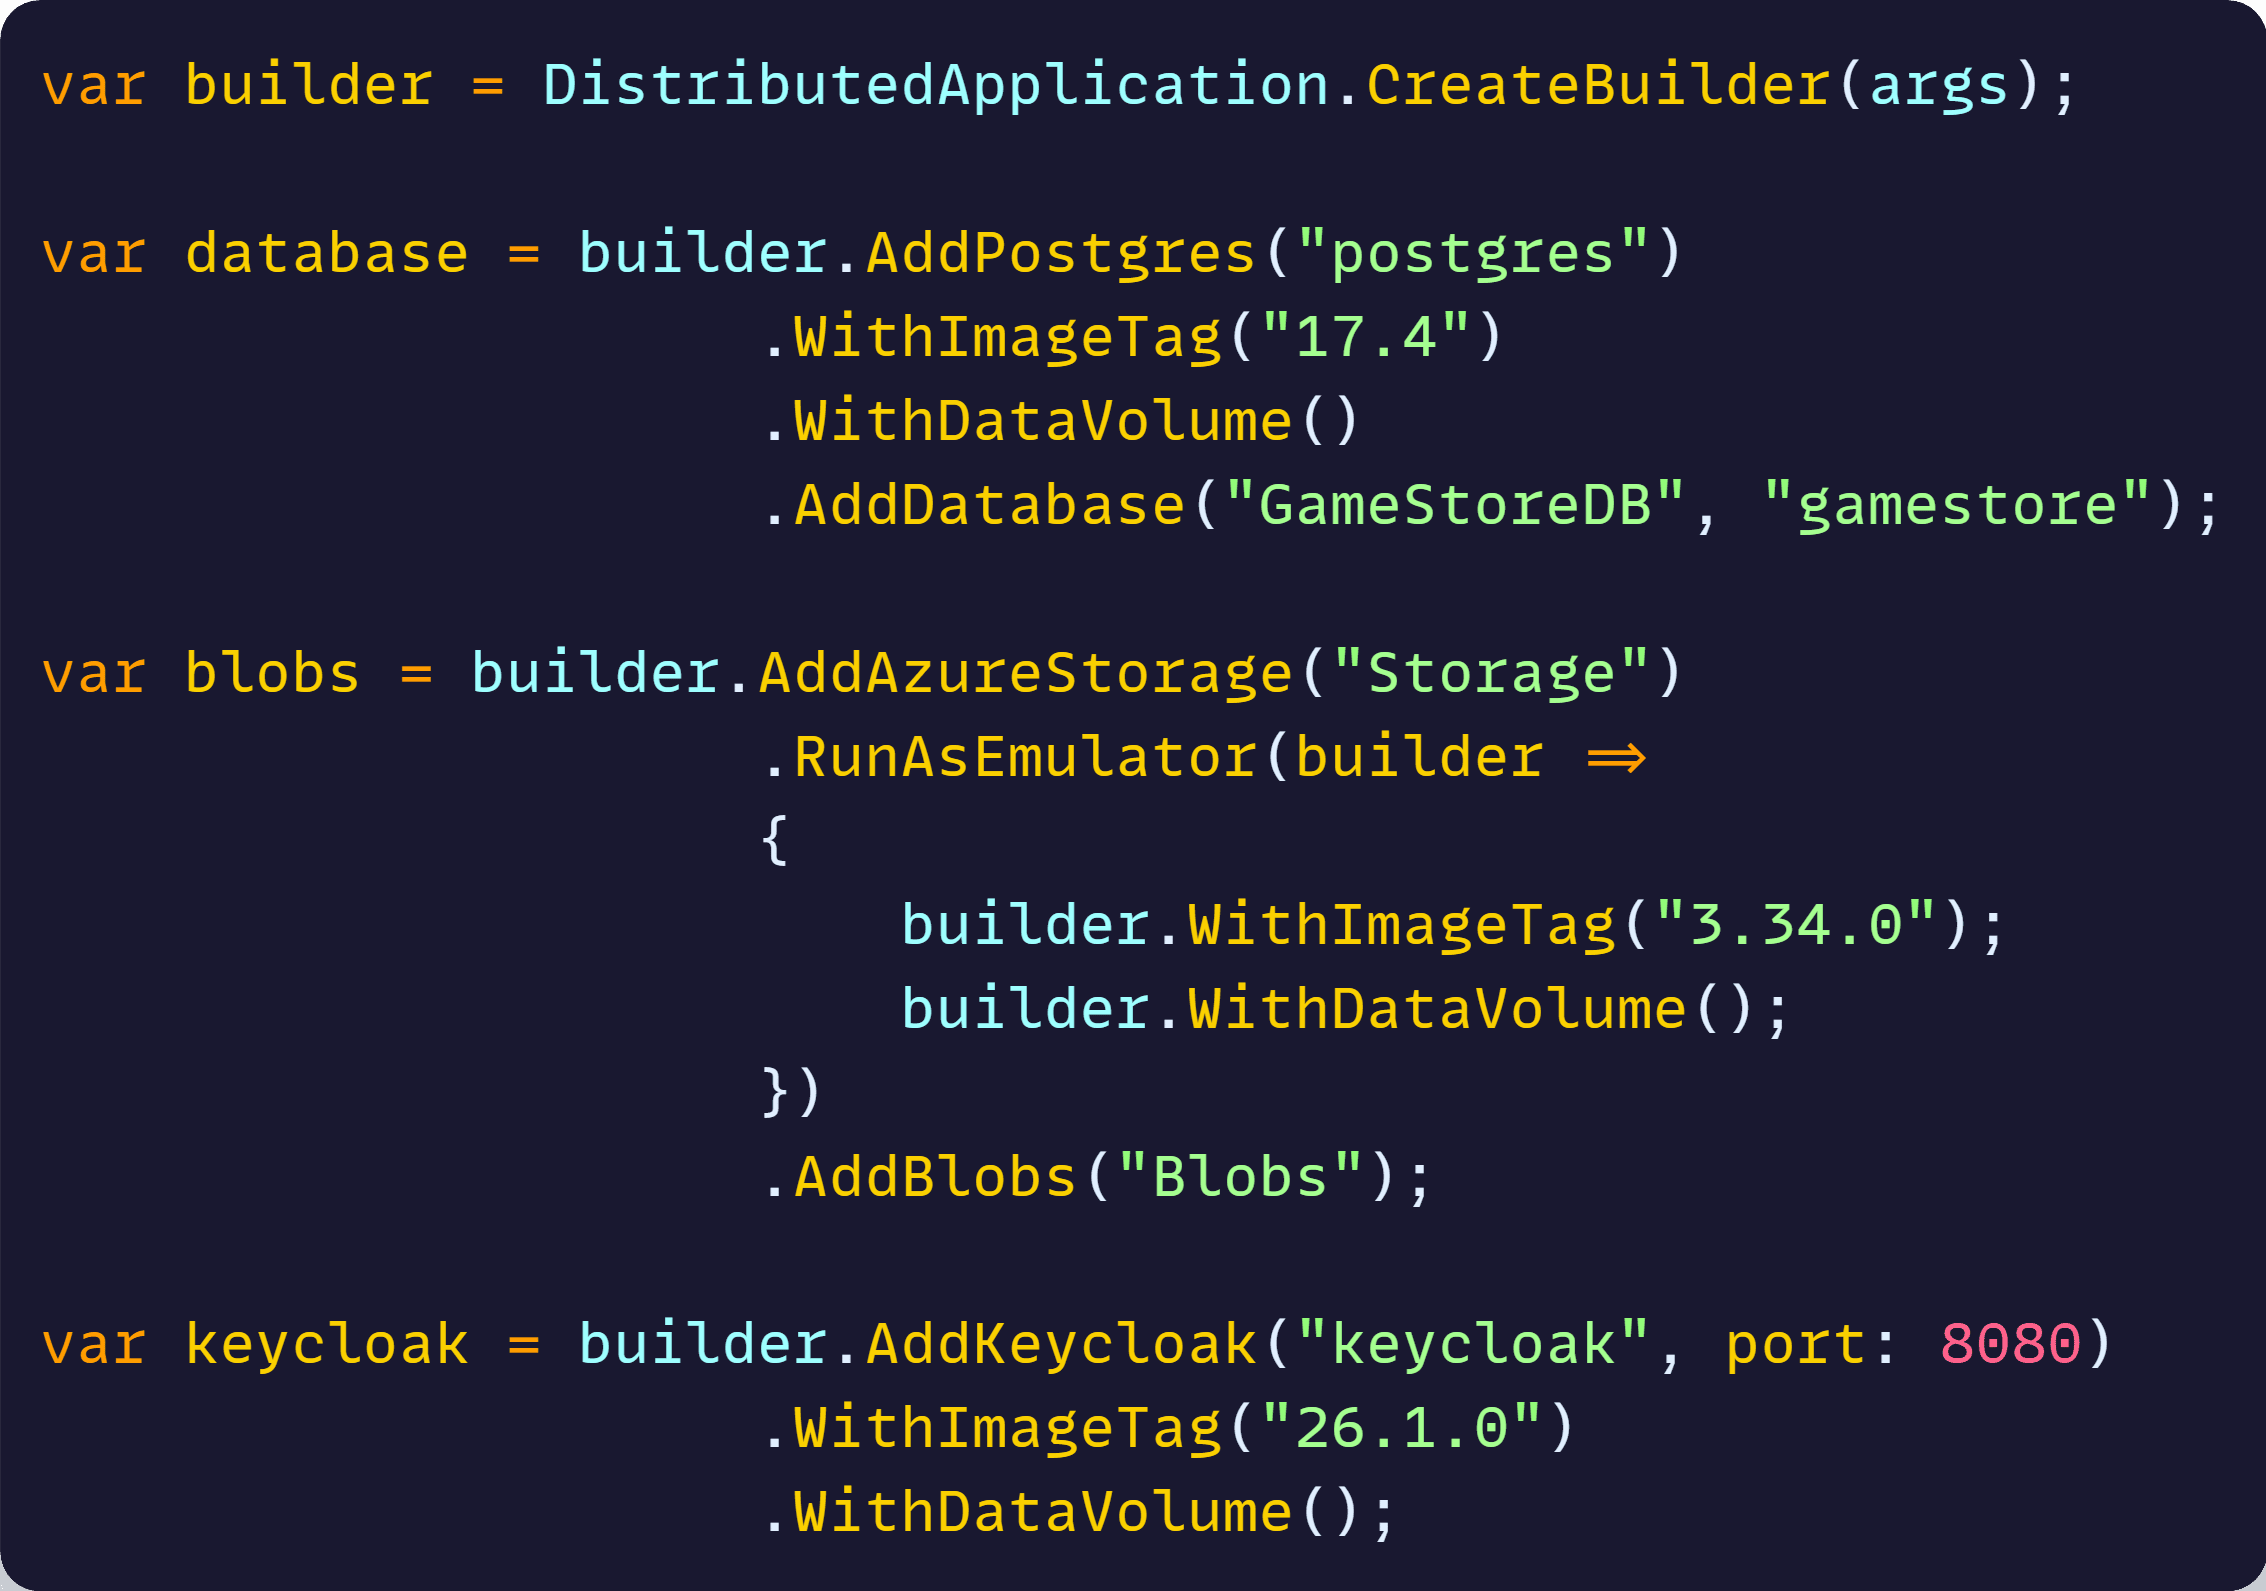 var builder = DistributedApplication.CreateBuilder(args);
var database = builder.AddPostgres("postgres")
.WithImageTag("17.4")
.WithDataVolume()
.AddDatabase("GameStoreDB", "gamestore");
var blobs = builder.AddAzureStorage("Storage")
.RunAsEmulator(builder =>
{
builder.WithImageTag("3.34.0");
builder.WithDataVolume();
})
.AddBlobs("Blobs");
var keycloak = builder.AddKeycloak("keycloak", port: 8080)
.WithImageTag("26.1.0")
.WithDataVolume();